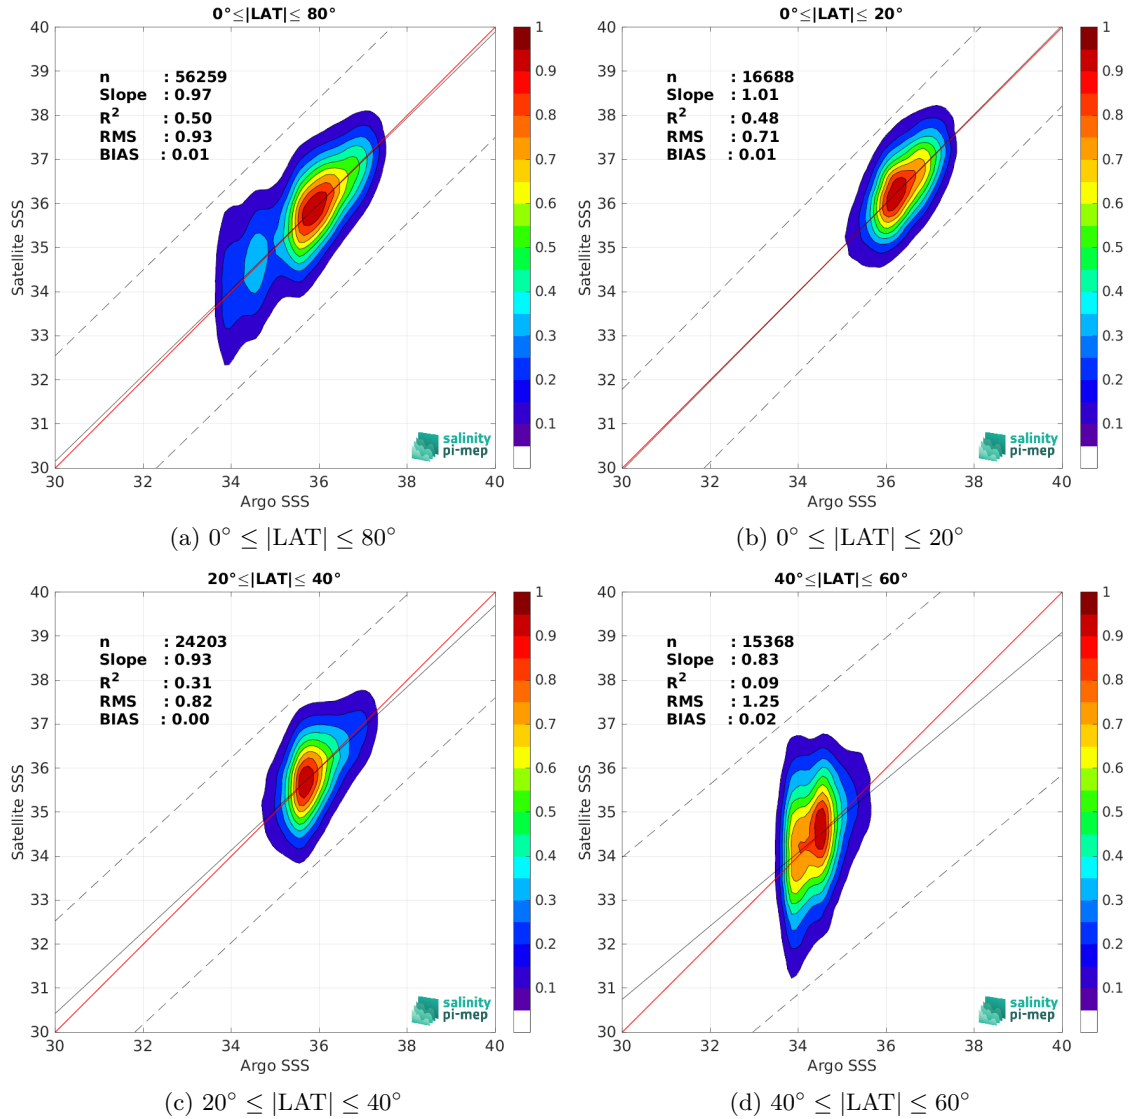 0°≤|LAT|≤ 80°
40
39
38
37
36
35
34
33
32
31
30
Satellite SSS
n : 56259
Slope : 0.97
R² : 0.50
RMS : 0.93
BIAS : 0.01
salinity
pi-mep
30 32 34 36 38 40
Argo SSS
1
0.9
0.8
0.7
0.6
0.5
0.4
0.3
0.2
0.1
(a) 0° ≤ |LAT| ≤ 80°
0°≤|LAT|≤ 20°
40
39
38
37
36
35
34
33
32
31
30
Satellite SSS
n : 16688
Slope : 1.01
R² : 0.48
RMS : 0.71
BIAS : 0.01
salinity
pi-mep
30 32 34 36 38 40
Argo SSS
1
0.9
0.8
0.7
0.6
0.5
0.4
0.3
0.2
0.1
(b) 0° ≤ |LAT| ≤ 20°
20°≤|LAT|≤ 40°
40
39
38
37
36
35
34
33
32
31
30
Satellite SSS
n : 24203
Slope : 0.93
R² : 0.31
RMS : 0.82
BIAS : 0.00
salinity
pi-mep
30 32 34 36 38 40
Argo SSS
1
0.9
0.8
0.7
0.6
0.5
0.4
0.3
0.2
0.1
(c) 20° ≤ |LAT| ≤ 40°
40°≤|LAT|≤ 60°
40
39
38
37
36
35
34
33
32
31
30
Satellite SSS
n : 15368
Slope : 0.83
R² : 0.09
RMS : 1.25
BIAS : 0.02
salinity
pi-mep
30 32 34 36 38 40
Argo SSS
1
0.9
0.8
0.7
0.6
0.5
0.4
0.3
0.2
0.1
(d) 40° ≤ |LAT| ≤ 60°